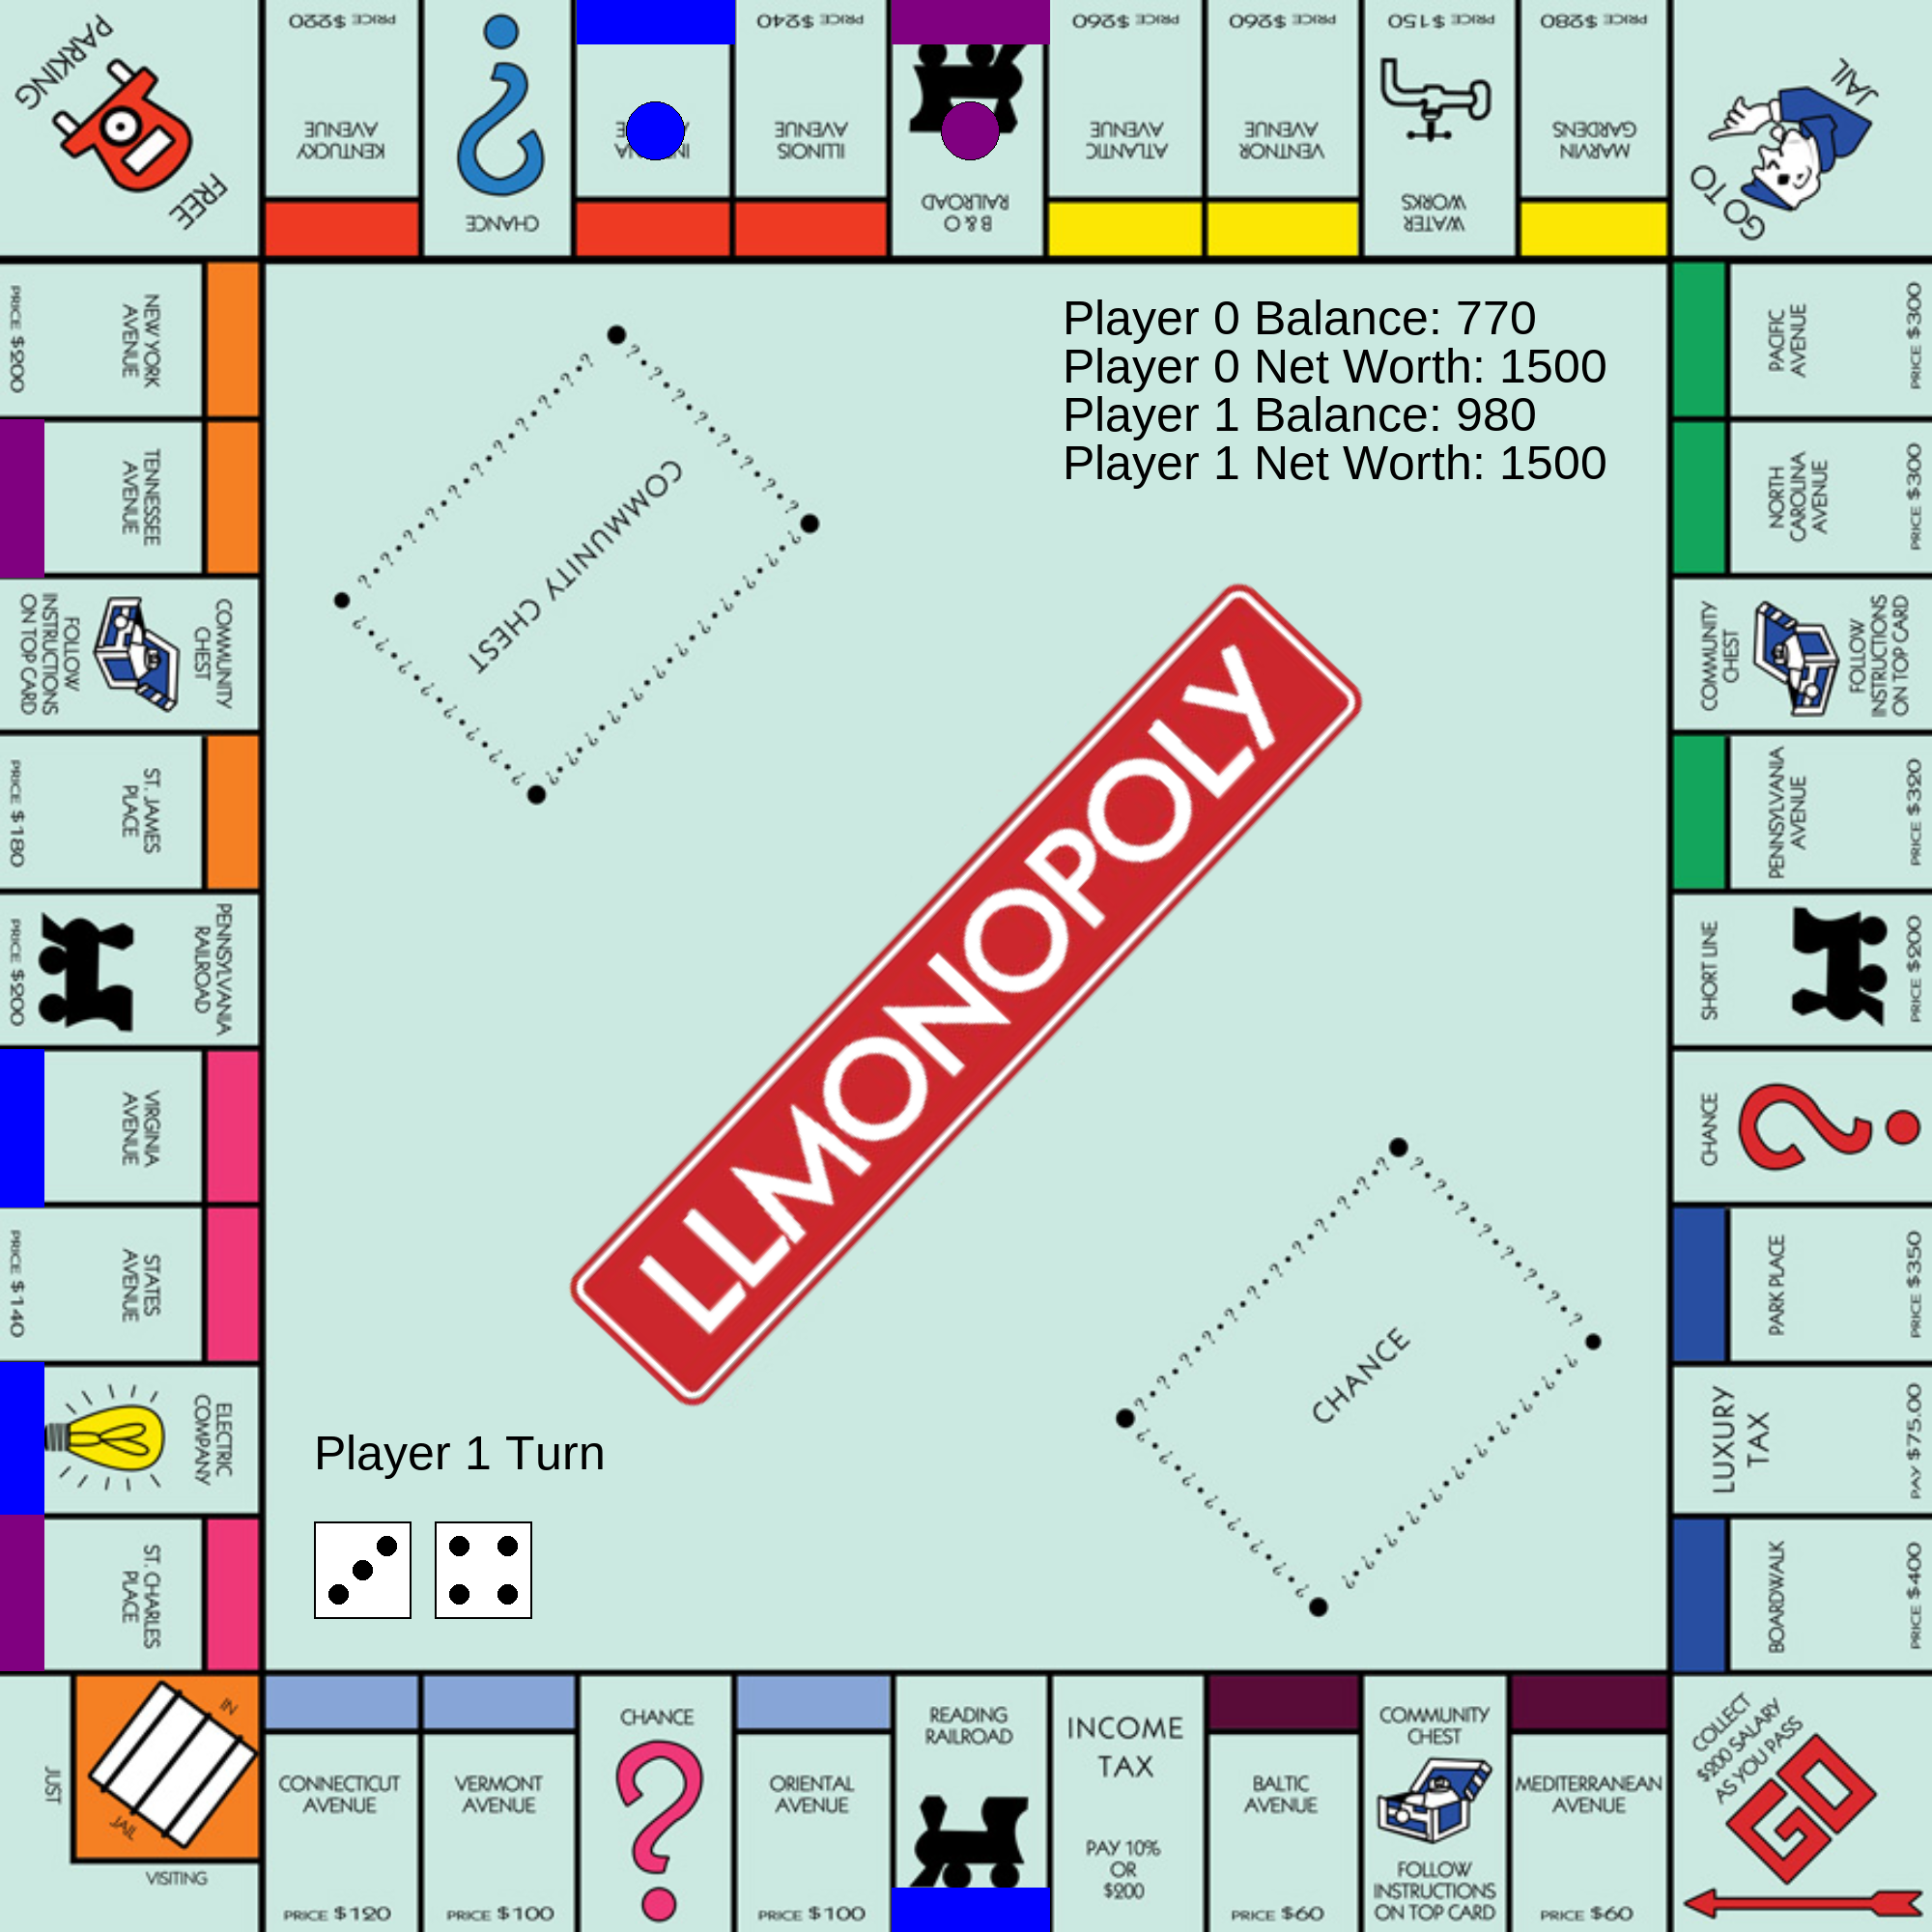 FREE
PARKING
KENTUCKY
AVENUE
PRICE $220
CHANCE
ILLINOIS
AVENUE
PRICE $240
B & O
RAILROAD
ATLANTIC
AVENUE
PRICE $260
VENTNOR
AVENUE
PRICE $260
WATER
WORKS
PRICE $150
MARVIN
GARDENS
PRICE $280
GO TO
JAIL
NEW YORK
AVENUE
PRICE $200
TENNESSEE
AVENUE
COMMUNITY
CHEST
FOLLOW
INSTRUCTIONS
ON TOP CARD
ST. JAMES
PLACE
PRICE $180
PENNSYLVANIA
RAILROAD
PRICE $200
VIRGINIA
AVENUE
STATES
AVENUE
PRICE $140
ELECTRIC
COMPANY
ST. CHARLES
PLACE
Player 0 Balance: 770
Player 0 Net Worth: 1500
Player 1 Balance: 980
Player 1 Net Worth: 1500
COMMUNITY CHEST
LLMONOPOLY
CHANCE
Player 1 Turn
PACIFIC
AVENUE
PRICE $300
NORTH
CAROLINA
AVENUE
PRICE $300
COMMUNITY
CHEST
FOLLOW
INSTRUCTIONS
ON TOP CARD
PENNSYLVANIA
AVENUE
PRICE $320
SHORT LINE
PRICE $200
CHANCE
PARK PLACE
PRICE $350
LUXURY
TAX
PAY $75.00
BOARDWALK
PRICE $400
JUST
VISITING
IN
JAIL
CONNECTICUT
AVENUE
PRICE $120
VERMONT
AVENUE
PRICE $100
CHANCE
ORIENTAL
AVENUE
PRICE $100
READING
RAILROAD
INCOME
TAX
PAY 10%
OR
$200
BALTIC
AVENUE
PRICE $60
COMMUNITY
CHEST
FOLLOW
INSTRUCTIONS
ON TOP CARD
MEDITERRANEAN
AVENUE
PRICE $60
COLLECT
$200 SALARY
AS YOU PASS
GO